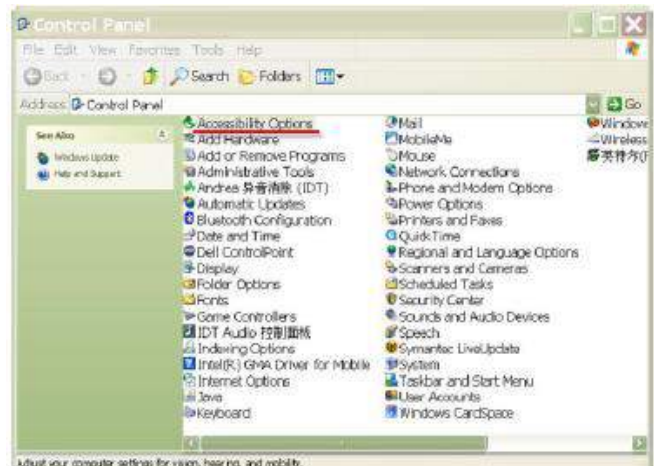 Control Panel
File Edit View Favorites Tools Help
Back Search Folders
Address Control Panel Go
See Also
Windows Update
Help and Support
Accessibility Options
Add Hardware
Add or Remove Programs
Administrative Tools
Andrea 异音消除 (IDT)
Automatic Updates
Bluetooth Configuration
Date and Time
Dell ControlPoint
Display
Folder Options
Fonts
Game Controllers
IDT Audio 控制面板
Indexing Options
Intel(R) GMA Driver for Mobile
Internet Options
Java
Keyboard
Mail
MobileMe
Mouse
Network Connections
Phone and Modem Options
Power Options
Printers and Faxes
QuickTime
Regional and Language Options
Scanners and Cameras
Scheduled Tasks
Security Center
Sounds and Audio Devices
Speech
Symantec LiveUpdate
System
Taskbar and Start Menu
User Accounts
Windows CardSpace
Window
Wireless
Adjust your computer settings for vision, hearing, and mobility.